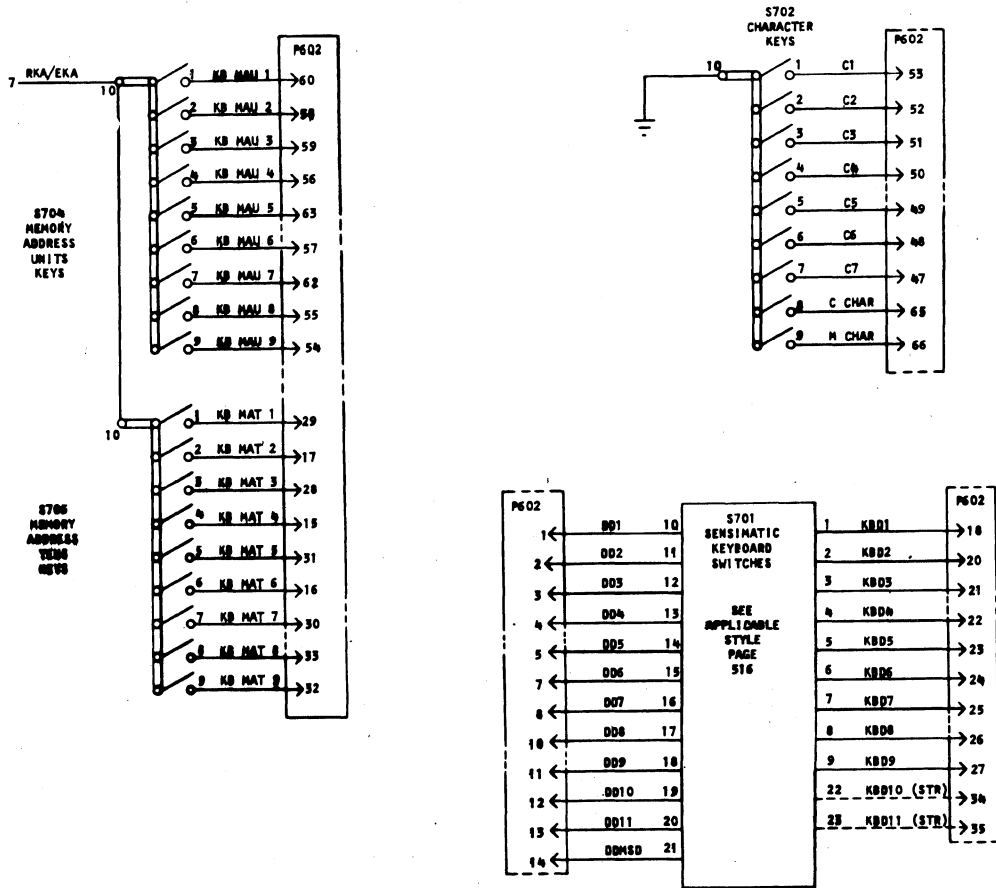 P602
7 RKA/EKA
10
1 KB MAU 1 60
2 KB MAU 2 58
3 KB MAU 3 59
4 KB MAU 4 56
5 KB MAU 5 63
6 KB MAU 6 57
7 KB MAU 7 62
8 KB MAU 8 55
9 KB MAU 9 54
S704
MEMORY
ADDRESS
UNITS
KEYS
10
1 KB MAT 1 29
2 KB MAT 2 17
3 KB MAT 3 28
4 KB MAT 4 15
5 KB MAT 5 31
6 KB MAT 6 16
7 KB MAT 7 30
8 KB MAT 8 33
9 KB MAT 9 32
MEMORY
ADDRESS
TENS
KEYS
S702
CHARACTER
KEYS
P602
10
1 C1 53
2 C2 52
3 C3 51
4 C4 50
5 C5 49
6 C6 48
7 C7 47
8 C CHAR 65
9 M CHAR 66
P602
1 DD1 10
2 DD2 11
3 DD3 12
4 DD4 13
5 DD5 14
7 DD6 15
8 DD7 16
10 DD8 17
11 DD9 18
12 DD10 19
13 DD11 20
14 DDMSD 21
S701
SENSIMATIC
KEYBOARD
SWITCHES
SEE
APPLICABLE
STYLE
PAGE
516
P602
1 KBD1 18
2 KBD2 20
3 KBD3 21
4 KBD4 22
5 KBD5 23
6 KBD6 24
7 KBD7 25
8 KBD8 26
9 KBD9 27
22 KBD10 (STR) 34
23 KBD11 (STR) 35